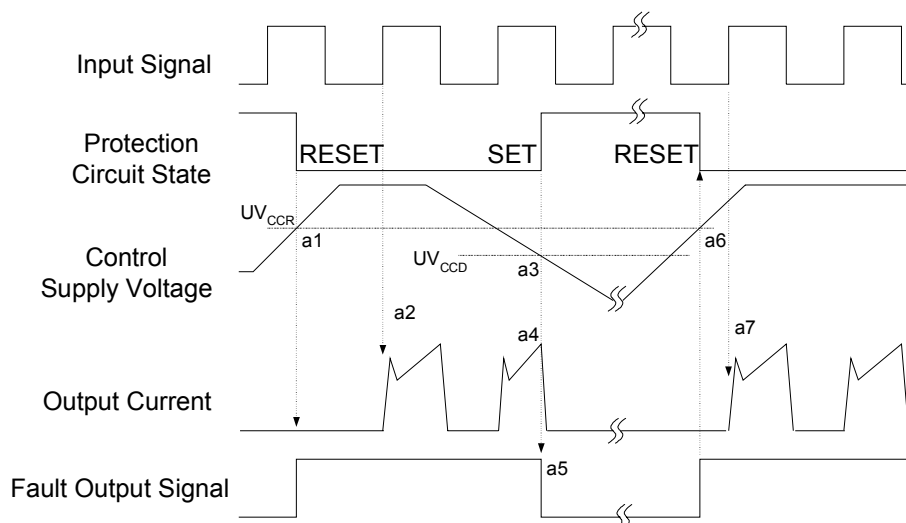 Input Signal
Protection
Circuit State
RESET
SET
RESET
UV_CCR
a1
a6
Control
Supply Voltage
UV_CCD
a3
a2
a4
a7
Output Current
a5
Fault Output Signal